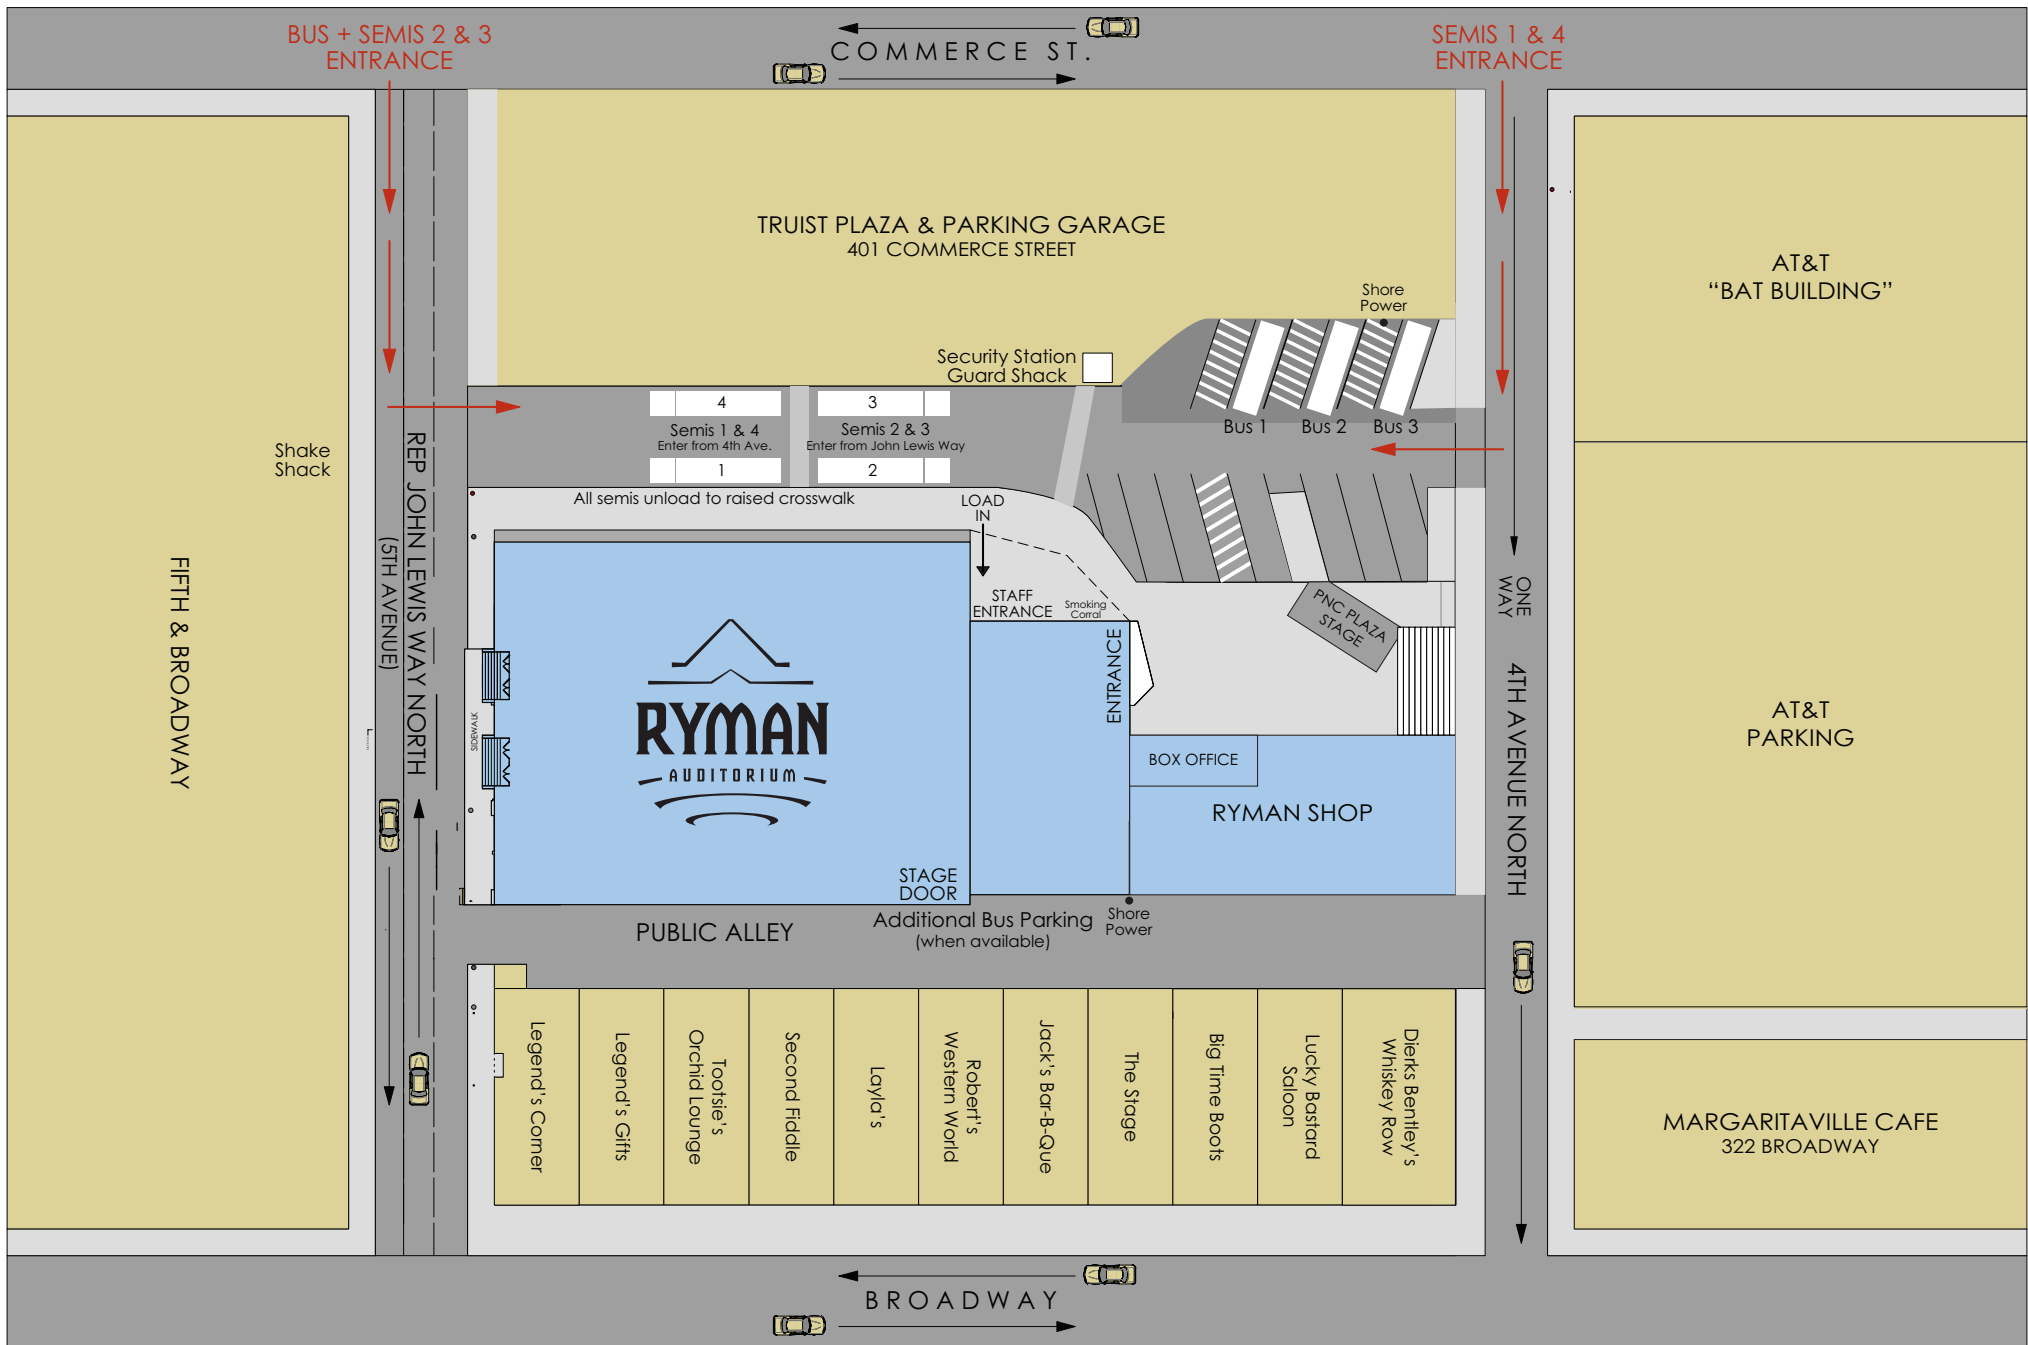 BUS + SEMIS 2 & 3
ENTRANCE
COMMERCE ST.
SEMIS 1 & 4
ENTRANCE
TRUIST PLAZA & PARKING GARAGE
401 COMMERCE STREET
AT&T
“BAT BUILDING”
Shore
Power
Security Station
Guard Shack
4
3
Semis 1 & 4
Enter from 4th Ave.
Semis 2 & 3
Enter from John Lewis Way
1
2
Bus 1
Bus 2
Bus 3
Shake
Shack
All semis unload to raised crosswalk
LOAD
IN
STAFF
ENTRANCE
Smoking
Corral
ENTRANCE
PNC PLAZA
STAGE
ONE
WAY
4TH AVENUE NORTH
REP JOHN LEWIS WAY NORTH
(5TH AVENUE)
FIFTH & BROADWAY
SIDEWALK
RYMAN
AUDITORIUM
BOX OFFICE
RYMAN SHOP
AT&T
PARKING
STAGE
DOOR
PUBLIC ALLEY
Additional Bus Parking
(when available)
Shore
Power
Legend's Corner
Legend's Gifts
Tootsie's
Orchid Lounge
Second Fiddle
Layla's
Robert's
Western World
Jack's Bar-B-Que
The Stage
Big Time Boots
Lucky Bastard
Saloon
Dierks Bentley's
Whiskey Row
MARGARITAVILLE CAFE
322 BROADWAY
BROADWAY